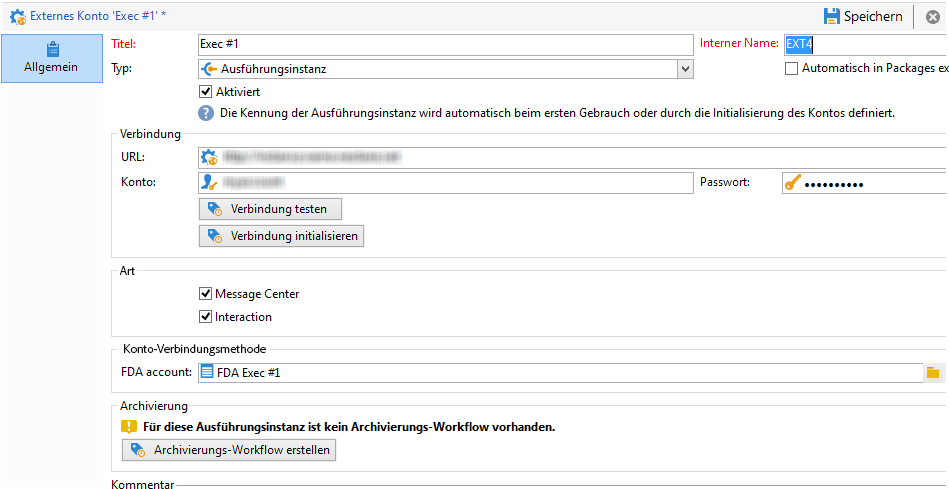 Externes Konto 'Exec #1' *
Speichern
Allgemein
Titel: Exec #1 Interner Name: EXT4
Typ: Ausführungsinstanz Automatisch in Packages ex
Aktiviert
Die Kennung der Ausführungsinstanz wird automatisch beim ersten Gebrauch oder durch die Initialisierung des Kontos definiert.
Verbindung
URL:
Konto: Passwort: ••••••••••
Verbindung testen
Verbindung initialisieren
Art
Message Center
Interaction
Konto-Verbindungsmethode
FDA account: FDA Exec #1
Archivierung
Für diese Ausführungsinstanz ist kein Archivierungs-Workflow vorhanden.
Archivierungs-Workflow erstellen
Kommentar